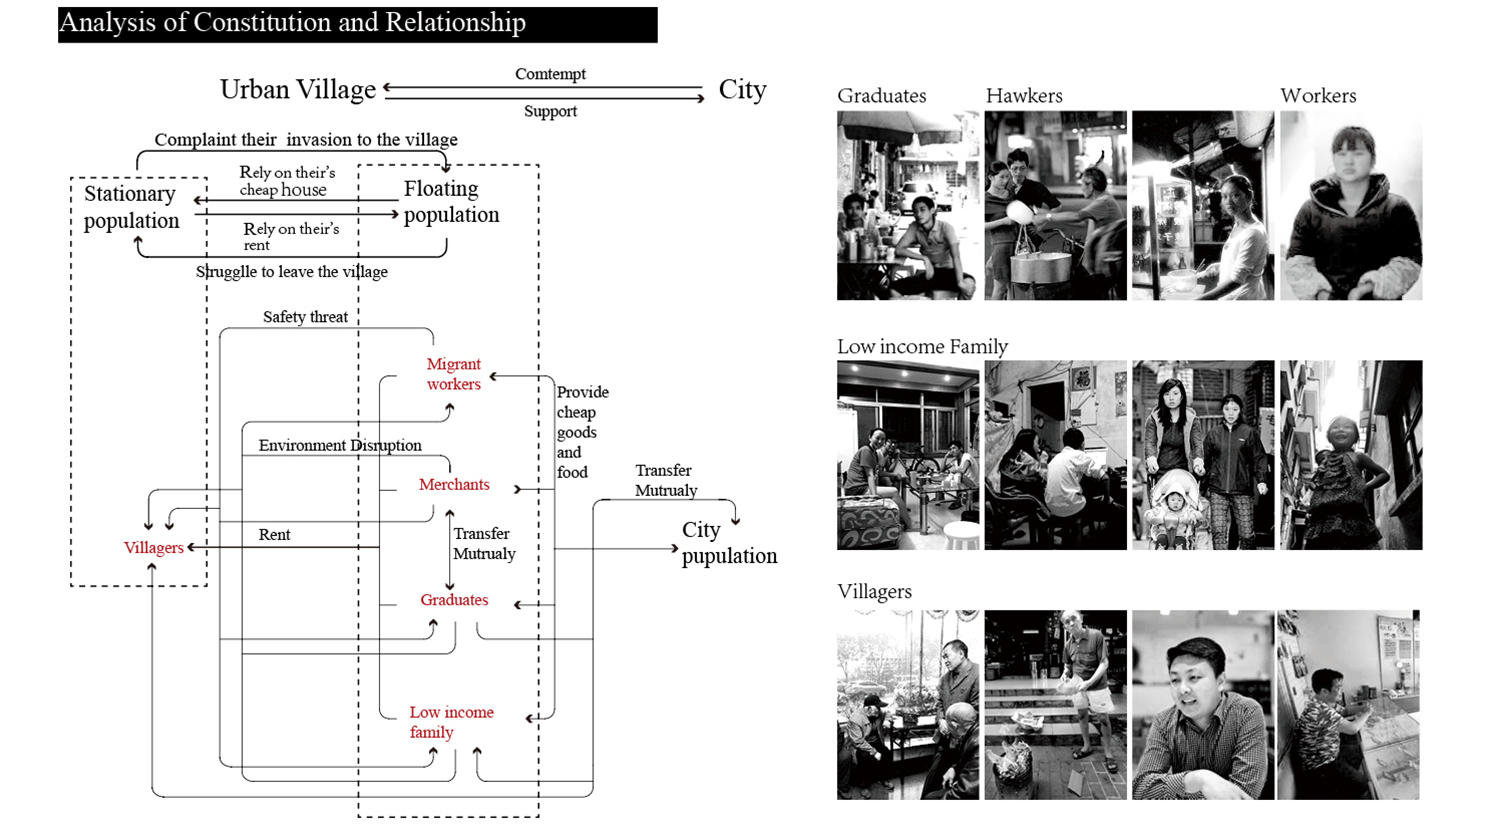 Analysis of Constitution and Relationship
Comtempt
Urban Village
City
Support
Complaint their invasion to the village
Stationary
population
Rely on their's
cheap house
Floating
population
Rely on their's
rent
Strugglle to leave the village
Safety threat
Migrant
workers
Provide
cheap
goods
and
food
Environment Disruption
Merchants
Transfer
Mutrualy
Villagers
Rent
Transfer
Mutrualy
City
pupulation
Graduates
Low income
family
Graduates
Hawkers
Workers
Low income Family
Villagers